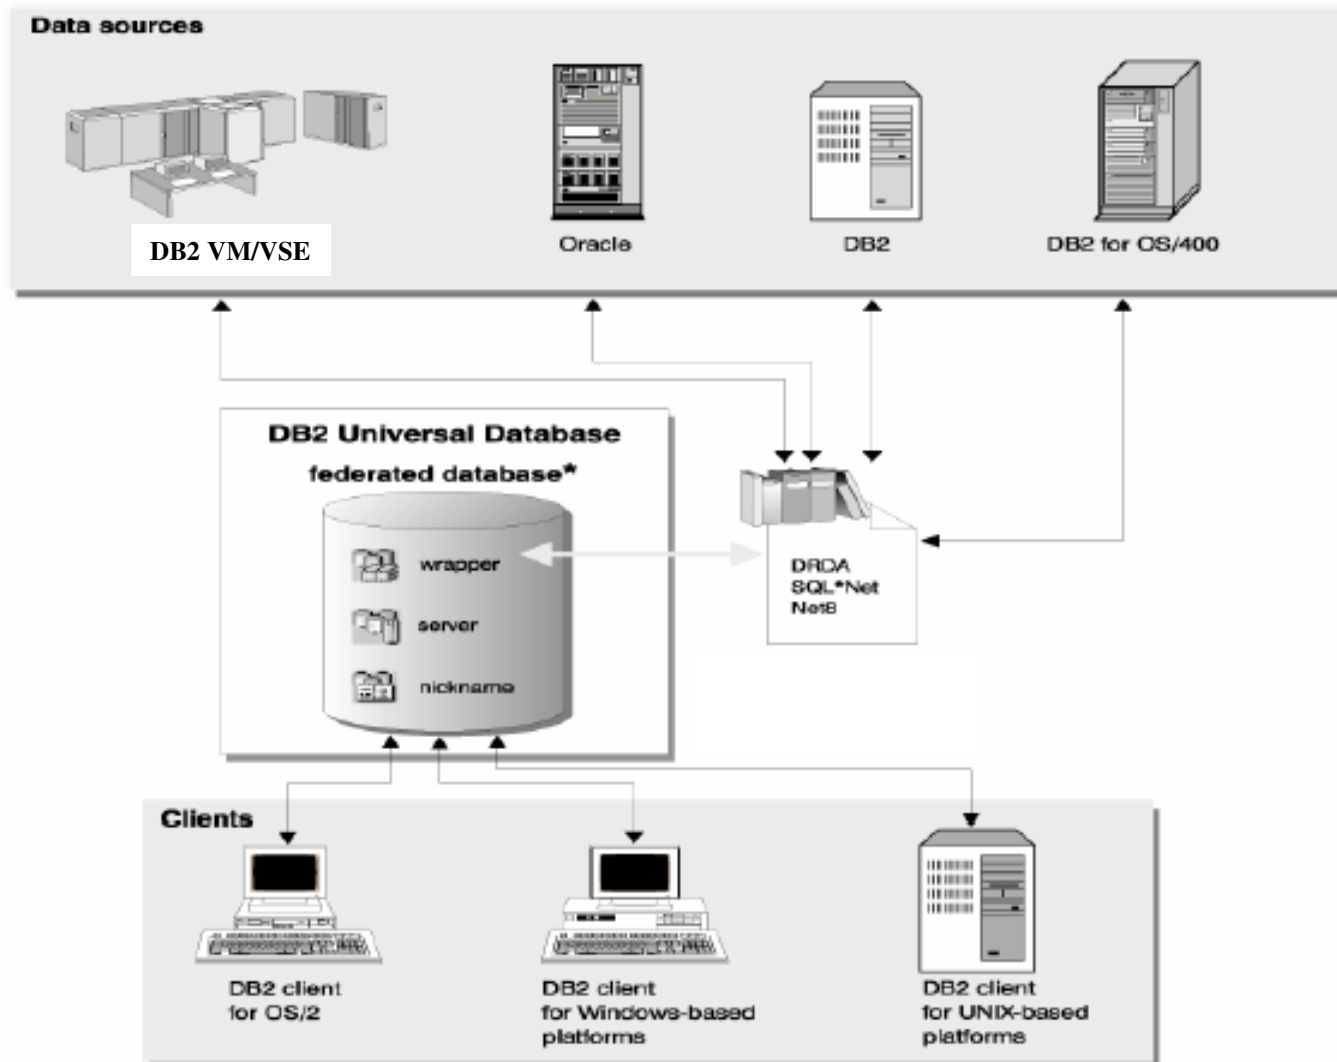 Data sources
DB2 VM/VSE
Oracle
DB2
DB2 for OS/400
DB2 Universal Database
federated database*
wrapper
server
nickname
DRDA
SQL*Net
Net8
Clients
DB2 client
for OS/2
DB2 client
for Windows-based
platforms
DB2 client
for UNIX-based
platforms